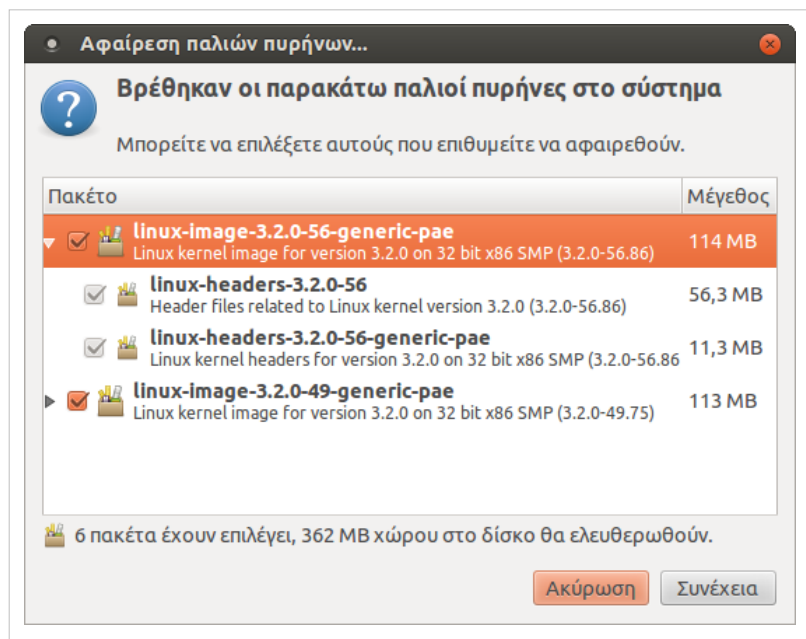 Αφαίρεση παλιών πυρήνων...
Βρέθηκαν οι παρακάτω παλιοί πυρήνες στο σύστημα
Μπορείτε να επιλέξετε αυτούς που επιθυμείτε να αφαιρεθούν.
Πακέτο Μέγεθος
linux-image-3.2.0-56-generic-pae
Linux kernel image for version 3.2.0 on 32 bit x86 SMP (3.2.0-56.86) 114 MB
linux-headers-3.2.0-56
Header files related to Linux kernel version 3.2.0 (3.2.0-56.86) 56,3 MB
linux-headers-3.2.0-56-generic-pae
Linux kernel headers for version 3.2.0 on 32 bit x86 SMP (3.2.0-56.86 11,3 MB
linux-image-3.2.0-49-generic-pae
Linux kernel image for version 3.2.0 on 32 bit x86 SMP (3.2.0-49.75) 113 MB
6 πακέτα έχουν επιλέγει, 362 MB χώρου στο δίσκο θα ελευθερωθούν.
Ακύρωση Συνέχεια